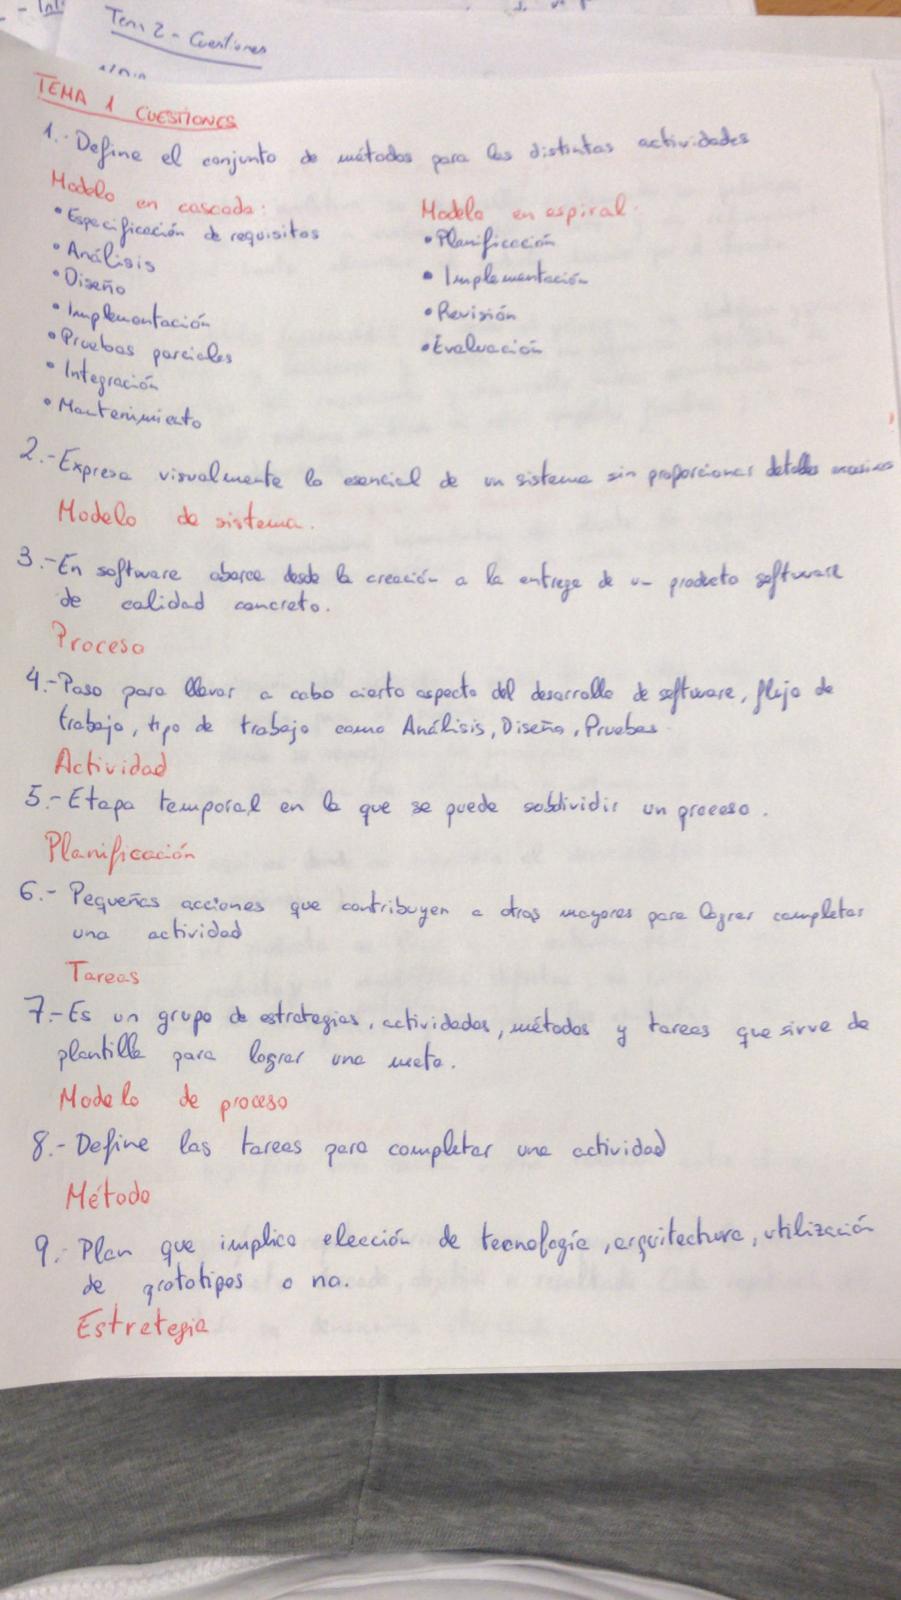 Tema 2 - Cuestiones
TEMA 1 CUESTIONES
1.- Define el conjunto de métodos para las distintas actividades
Modelo en cascada:
• Especificación de requisitos
• Análisis
• Diseño
• Implementación
• Pruebas parciales
• Integración
• Mantenimiento
Modelo en espiral.
• Planificación
• Implementación
• Revisión
• Evaluación
2.- Expresa visualmente lo esencial de un sistema sin proporcionar detalles
Modelo de sistema.
3.- En software abarca desde la creación a la entrega de un producto software
de calidad concreto.
Proceso
4.- Paso para llevar a cabo cierto aspecto del desarrollo de software, flujo de
trabajo, tipo de trabajo como Análisis, Diseño, Pruebas.
Actividad
5.- Etapa temporal en la que se puede subdividir un proceso.
Planificación
6.- Pequeñas acciones que contribuyen a otras mayores para lograr completar
una actividad
Tareas
7.- Es un grupo de estrategias, actividades, métodos y tareas que sirve de
plantilla para lograr una meta.
Modelo de proceso
8.- Define las tareas para completar una actividad
Método
9.- Plan que implica elección de tecnología, arquitectura, utilización
de prototipos o no.
Estrategia